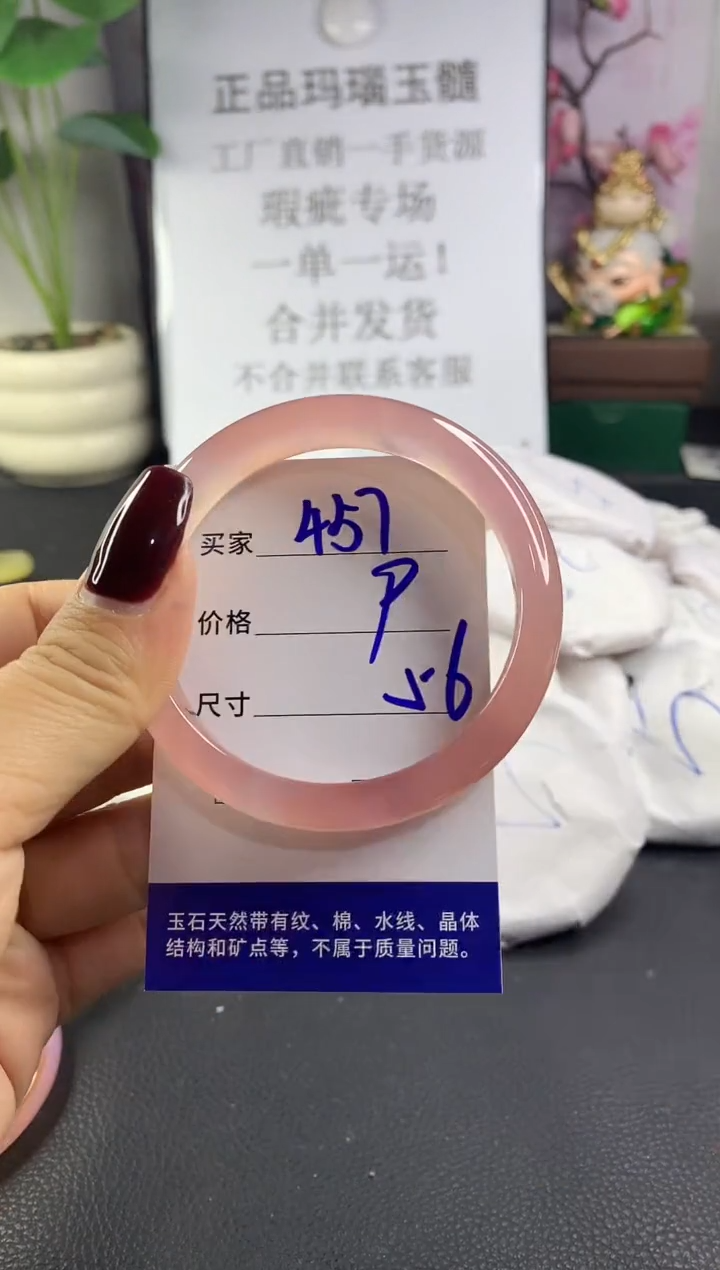 正品玛瑙玉髓
工厂直销一手货源
瑕疵专场
一单一运！
合并发货
不合并联系客服
买家 457
价格 P
尺寸 56
玉石天然带有纹、棉、水线、晶体
结构和矿点等，不属于质量问题。